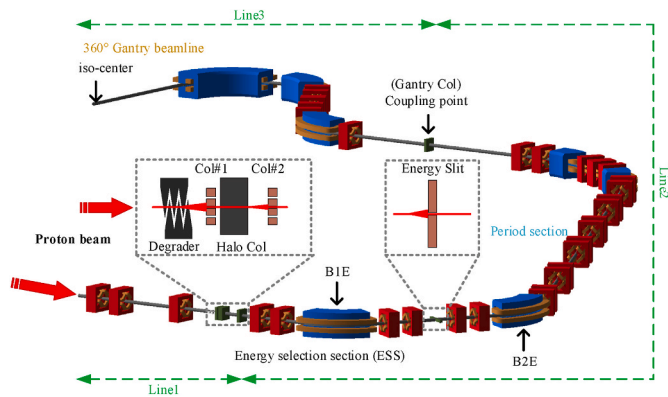 Line3
360° Gantry beamline
iso-center
(Gantry Col)
Coupling point
Col#1
Col#2
Energy Slit
Line2
Degrader
Halo Col
Proton beam
Period section
B1E
Energy selection section (ESS)
B2E
Line1